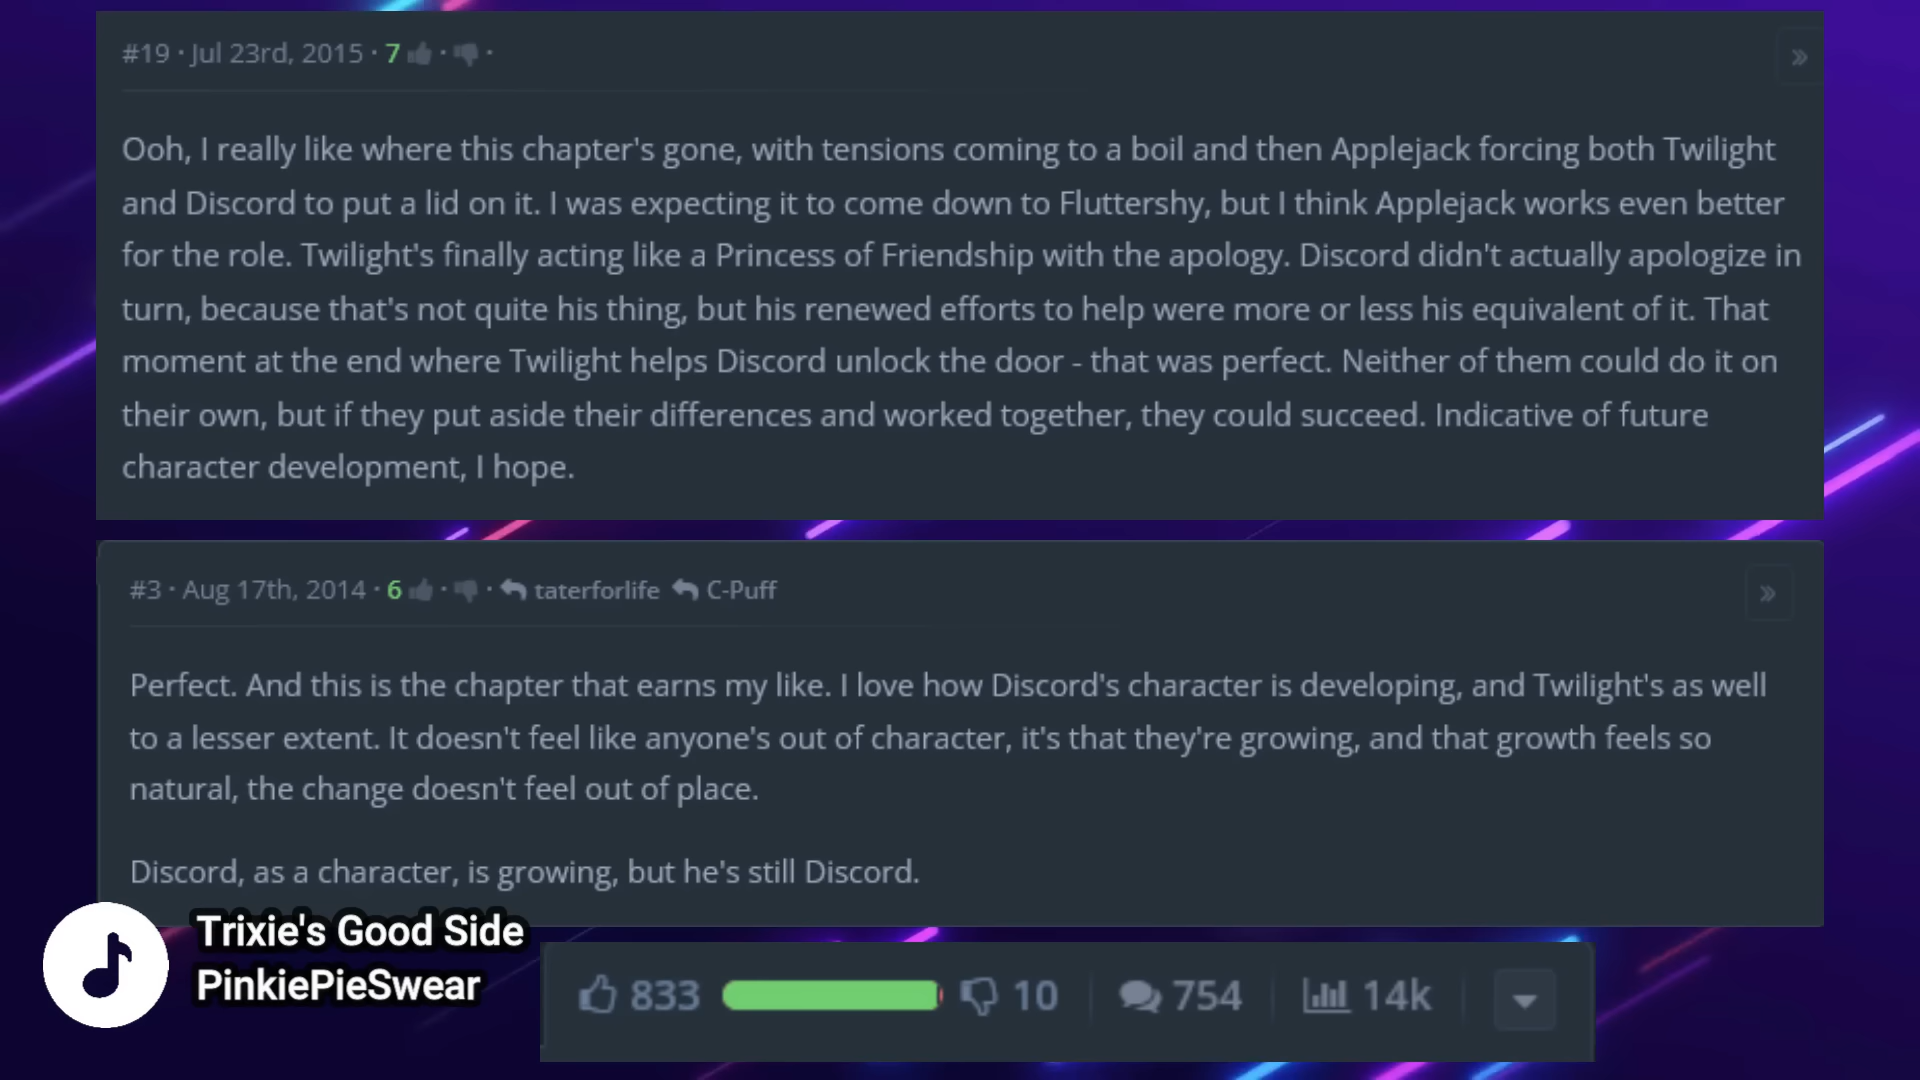 #19 · Jul 23rd, 2015 · 7 · ·
»
Ooh, I really like where this chapter's gone, with tensions coming to a boil and then Applejack forcing both Twilight
and Discord to put a lid on it. I was expecting it to come down to Fluttershy, but I think Applejack works even better
for the role. Twilight's finally acting like a Princess of Friendship with the apology. Discord didn't actually apologize in
turn, because that's not quite his thing, but his renewed efforts to help were more or less his equivalent of it. That
moment at the end where Twilight helps Discord unlock the door - that was perfect. Neither of them could do it on
their own, but if they put aside their differences and worked together, they could succeed. Indicative of future
character development, I hope.
#3 · Aug 17th, 2014 · 6 · · taterforlife C-Puff
»
Perfect. And this is the chapter that earns my like. I love how Discord's character is developing, and Twilight's as well
to a lesser extent. It doesn't feel like anyone's out of character, it's that they're growing, and that growth feels so
natural, the change doesn't feel out of place.
Discord, as a character, is growing, but he's still Discord.
Trixie's Good Side
PinkiePieSwear
833 10 754 14k